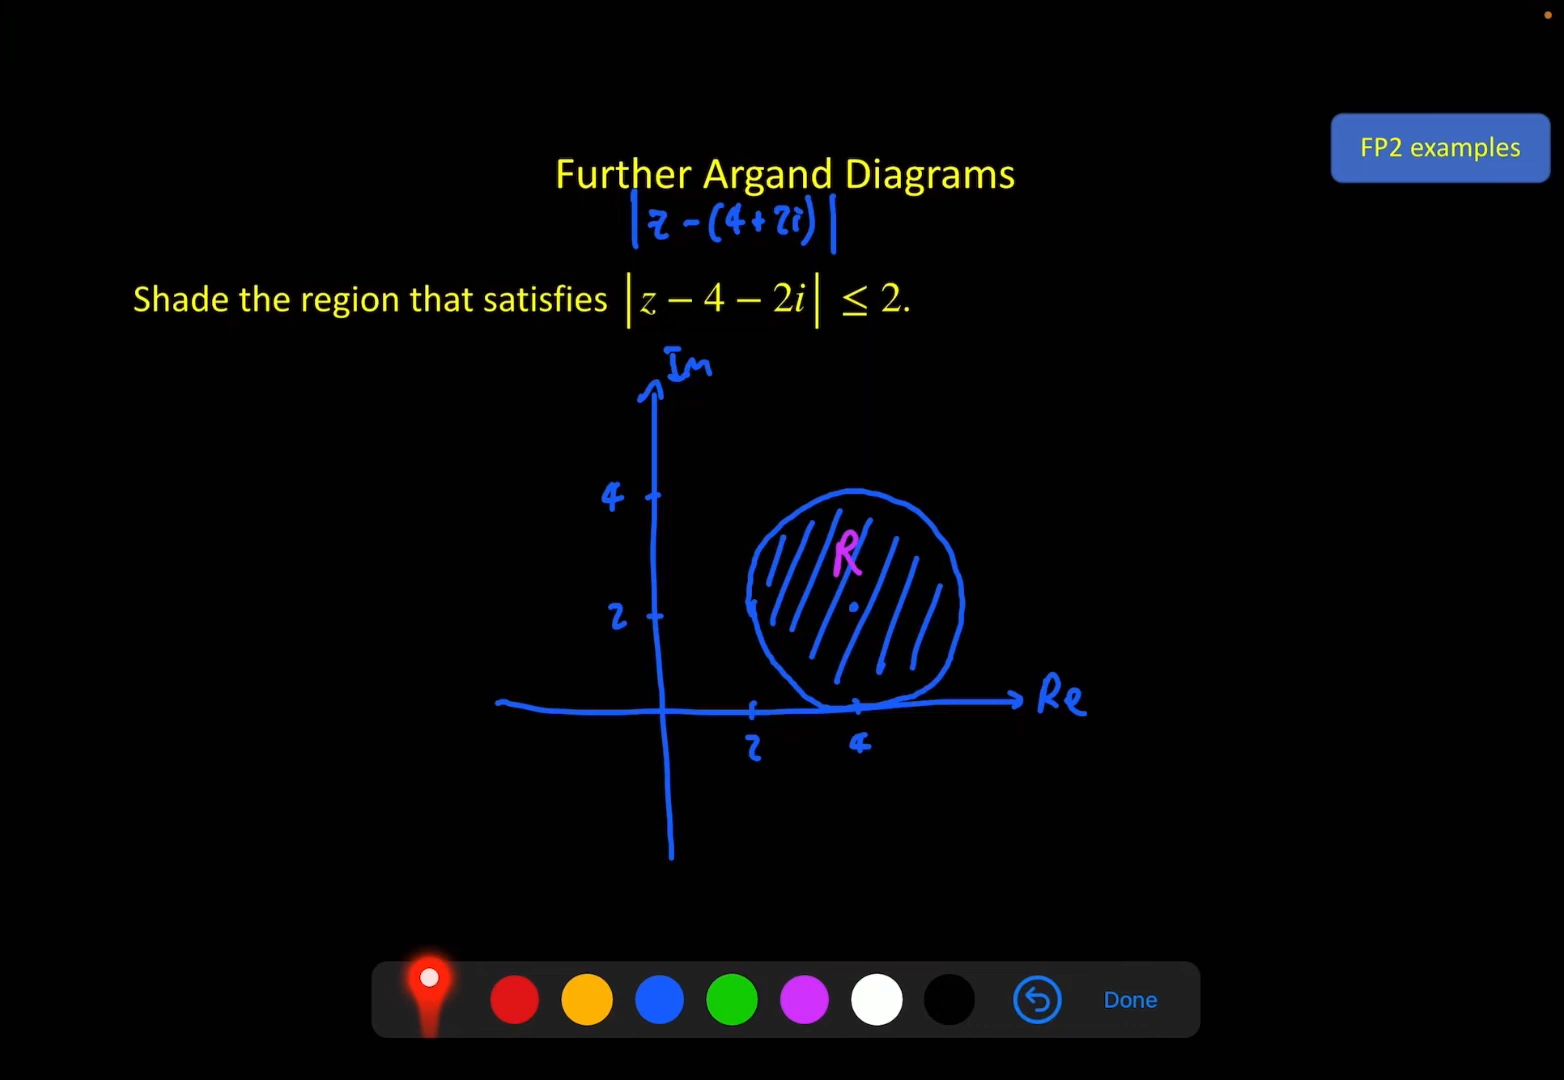 FP2 examples
Further Argand Diagrams
|z - (4 + 2i)|
Shade the region that satisfies |z − 4 − 2i| ≤ 2.
Im
4
R
2
Re
2 4
Done